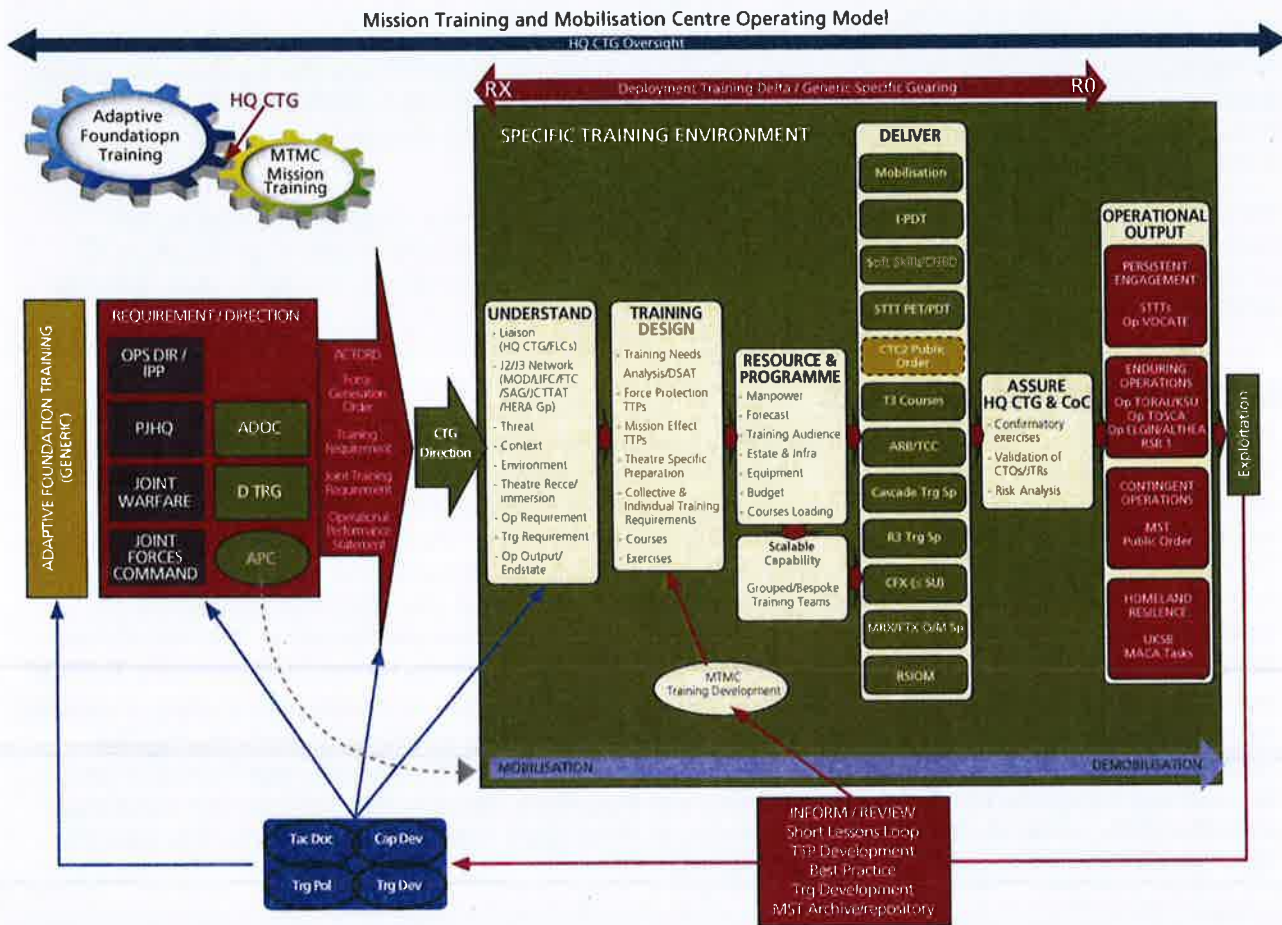 Mission Training and Mobilisation Centre Operating Model
HQ CTG Oversight
RX
Deployment Training Delta / Generic Specific Gearing
R0
Adaptive
Foundatiopn
Training
HQ CTG
MTMC
Mission
Training
ADAPTIVE FOUNDATION TRAINING
(GENERIC)
REQUIREMENT / DIRECTION
OPS DIR /
IPP
PJHQ
JOINT
WARFARE
JOINT
FORCES
COMMAND
ADOC
D TRG
APC
ACTORD
Force
Generation
Order
Training
Requirement
Joint Training
Requirement
Operational
Performance
Statement
CTG
Direction
SPECIFIC TRAINING ENVIRONMENT
UNDERSTAND
- Liaison
(HQ CTG/FLCs)
- J2/J3 Network
(MOD/LIFC/FTC
/SAG/JCTTAT
/HERA Gp)
- Threat
- Context
- Environment
- Theatre Recce/
immersion
- Op Requirement
- Trg Requirement
- Op Output/
Endstate
TRAINING
DESIGN
- Training Needs
Analysis/DSAT
- Force Protection
TTPs
- Mission Effect
TTPs
- Theatre Specific
Preparation
- Collective &
Individual Training
Requirements
- Courses
- Exercises
RESOURCE &
PROGRAMME
- Manpower
- Forecast
- Training Audience
- Estate & Infra
- Equipment
- Budget
- Courses Loading
Scalable
Capability
Grouped/Bespoke
Training Teams
MTMC
Training Development
DELIVER
Mobilisation
I-PDT
STTT PET/PDT
CTC2 Public
Order
T3 Courses
ARB/TCC
Cascade Trg Sp
R3 Trg Sp
CFX (≤ SU)
MRX/FTX O/M Sp
RSIOM
ASSURE
HQ CTG & CoC
- Confirmatory
exercises
- Validation of
CTOs/JTRs
- Risk Analysis
OPERATIONAL
OUTPUT
PERSISTENT
ENGAGEMENT
STTTs
Op VOCATE
ENDURING
OPERATIONS
Op TORAL/KSU
Op TOSCA
Op ELGIN/ALTHEA
RSB 1
CONTINGENT
OPERATIONS
MST
Public Order
HOMELAND
RESILENCE
UKSB
MACA Tasks
Exploitation
MOBILISATION
DEMOBILISATION
Tac Doc
Cap Dev
Trg Pol
Trg Dev
INFORM / REVIEW
Short Lessons Loop
TTP Development
Best Practice
Trg Development
MST Archive/repository